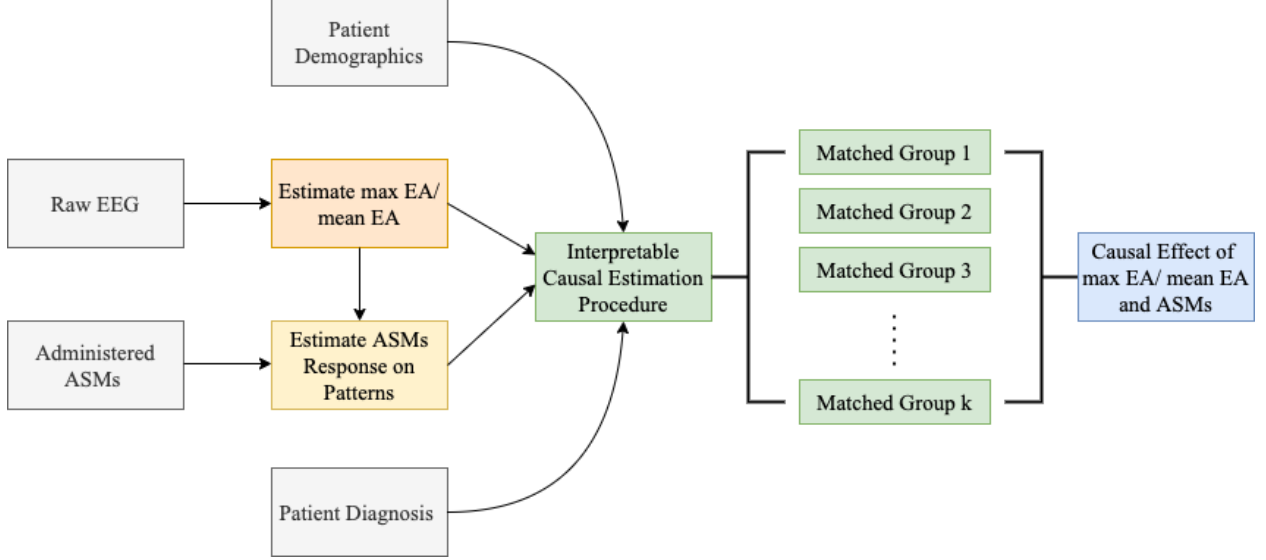 Patient
Demographics
Raw EEG
Estimate max EA/
mean EA
Administered
ASMs
Estimate ASMs
Response on
Patterns
Patient Diagnosis
Interpretable
Causal Estimation
Procedure
Matched Group 1
Matched Group 2
Matched Group 3
Matched Group k
Causal Effect of
max EA/ mean EA
and ASMs